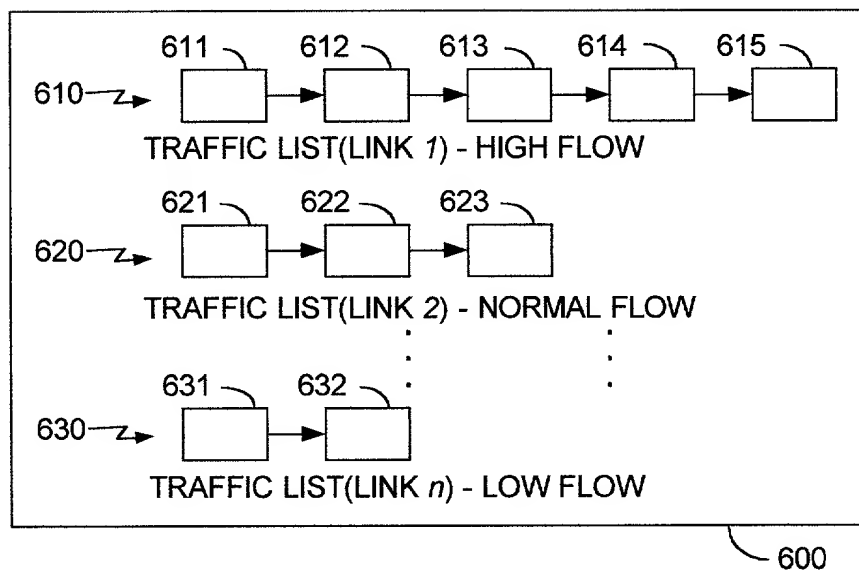 611 612 613 614 615
610
TRAFFIC LIST(LINK 1) - HIGH FLOW
621 622 623
620
TRAFFIC LIST(LINK 2) - NORMAL FLOW
631 632
630
TRAFFIC LIST(LINK n) - LOW FLOW
600